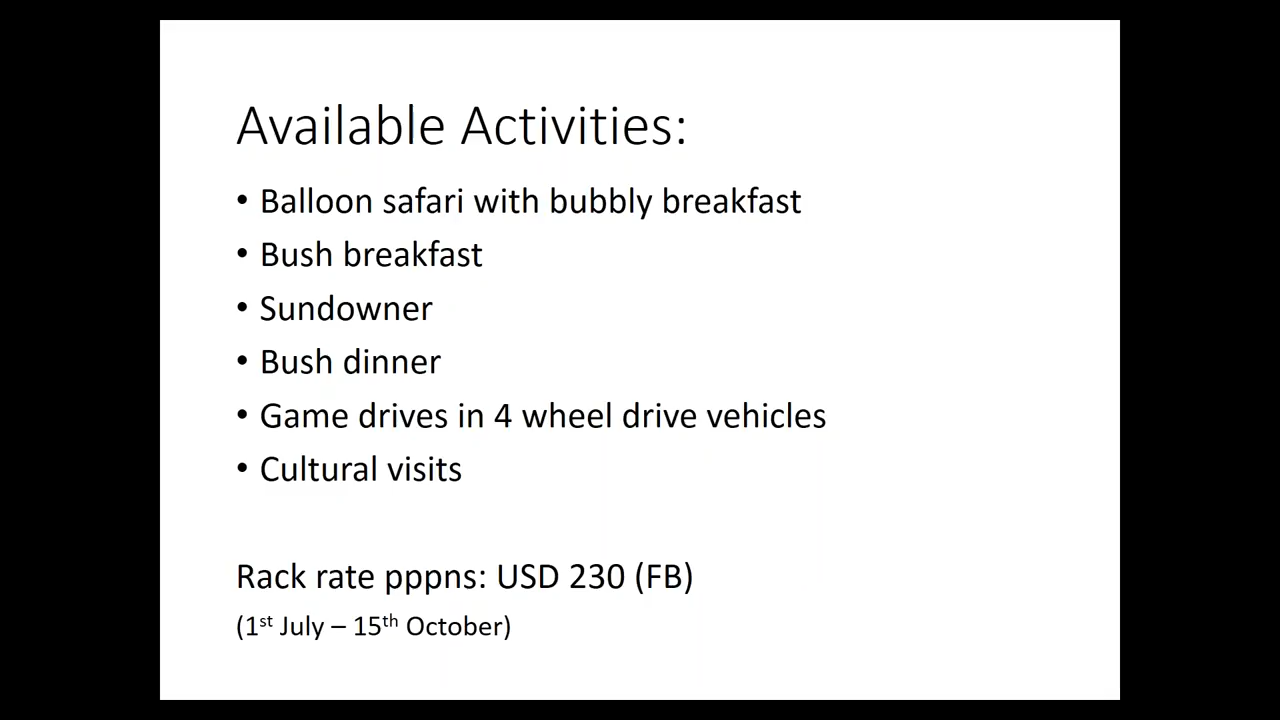 Available Activities:
• Balloon safari with bubbly breakfast
• Bush breakfast
• Sundowner
• Bush dinner
• Game drives in 4 wheel drive vehicles
• Cultural visits
Rack rate pppns: USD 230 (FB)
(1st July – 15th October)